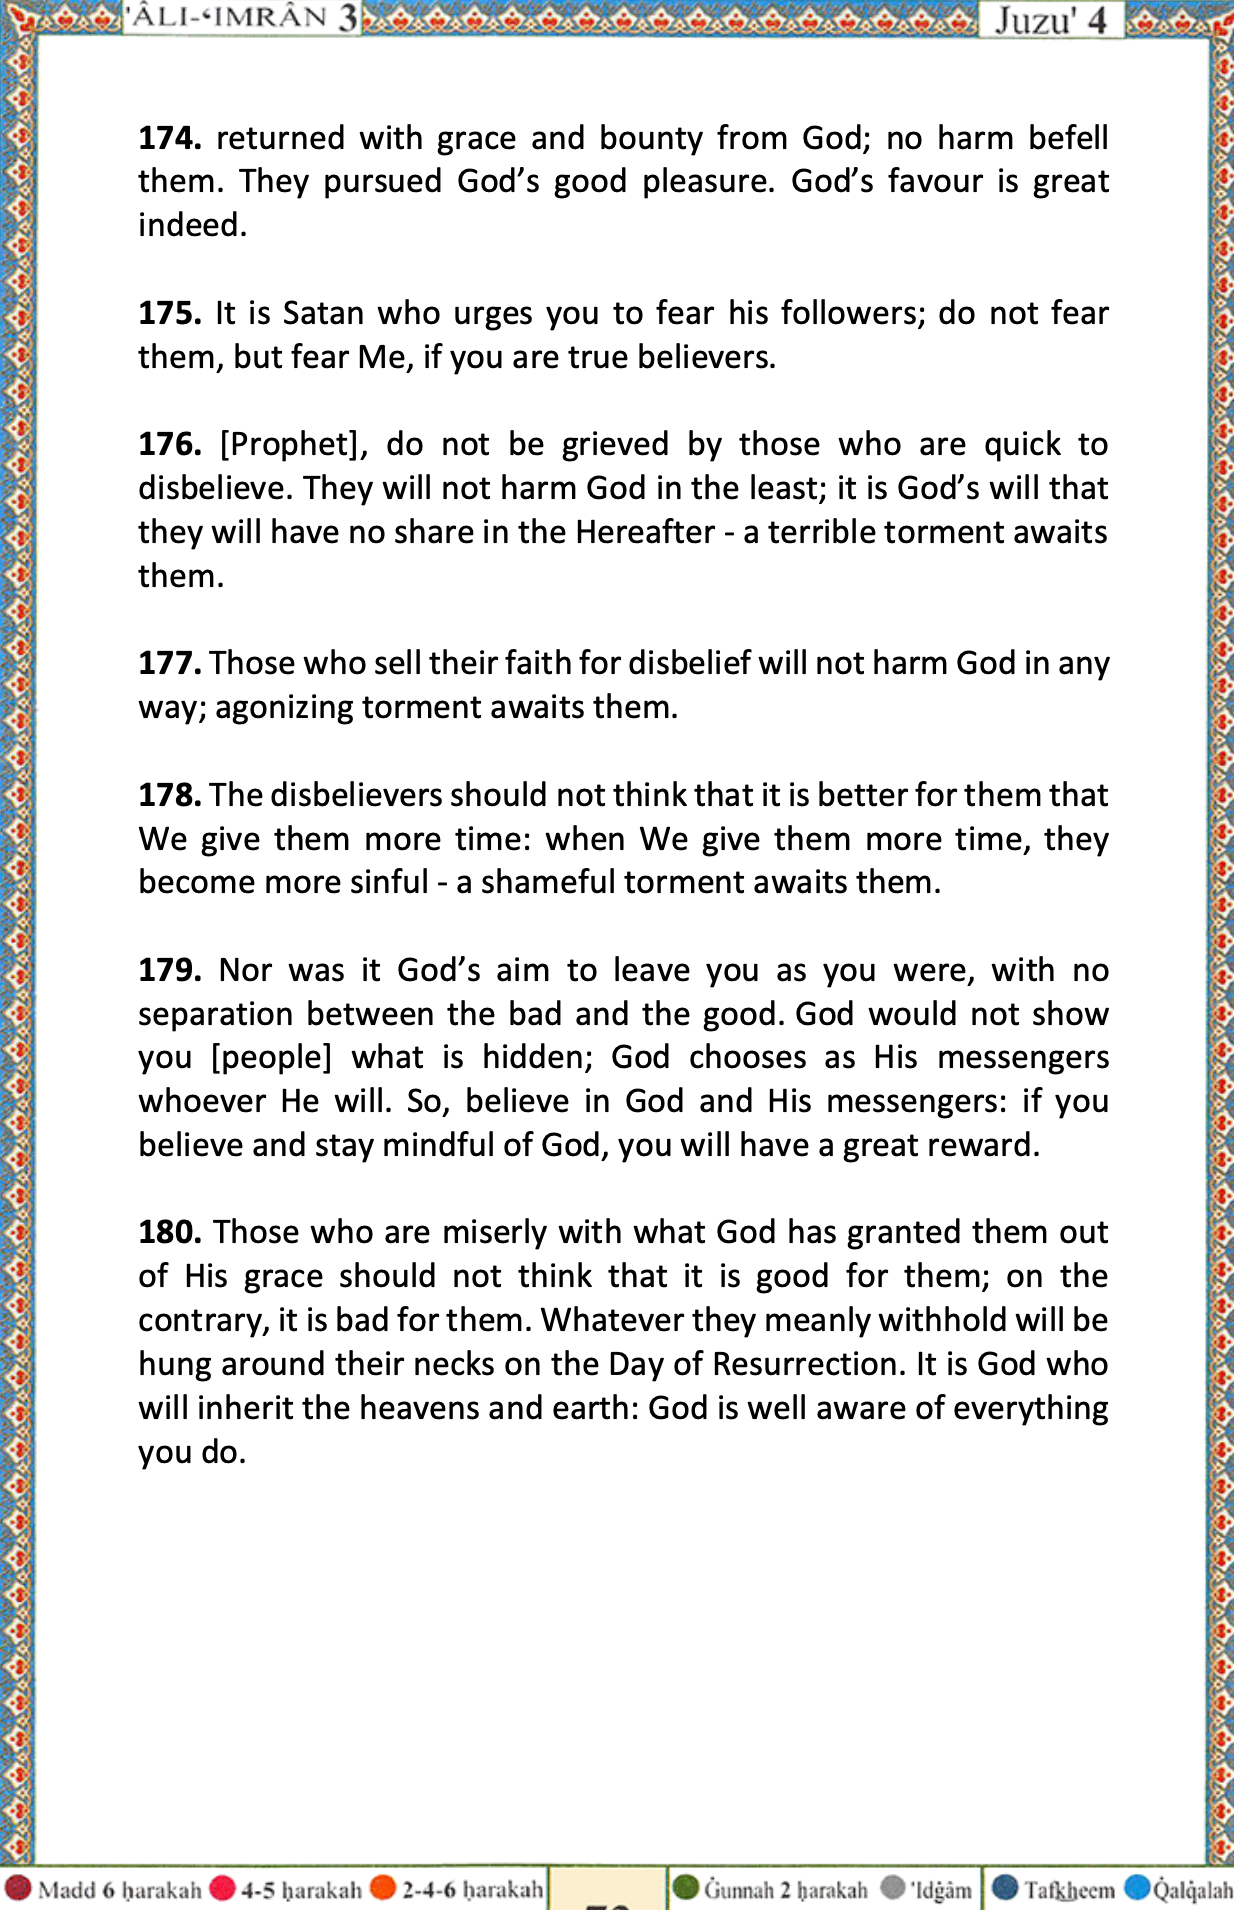 'ÂLI-ʻIMRÂN 3
Juzu' 4
174. returned with grace and bounty from God; no harm befell
them. They pursued God’s good pleasure. God’s favour is great
indeed.
175. It is Satan who urges you to fear his followers; do not fear
them, but fear Me, if you are true believers.
176. [Prophet], do not be grieved by those who are quick to
disbelieve. They will not harm God in the least; it is God’s will that
they will have no share in the Hereafter - a terrible torment awaits
them.
177. Those who sell their faith for disbelief will not harm God in any
way; agonizing torment awaits them.
178. The disbelievers should not think that it is better for them that
We give them more time: when We give them more time, they
become more sinful - a shameful torment awaits them.
179. Nor was it God’s aim to leave you as you were, with no
separation between the bad and the good. God would not show
you [people] what is hidden; God chooses as His messengers
whoever He will. So, believe in God and His messengers: if you
believe and stay mindful of God, you will have a great reward.
180. Those who are miserly with what God has granted them out
of His grace should not think that it is good for them; on the
contrary, it is bad for them. Whatever they meanly withhold will be
hung around their necks on the Day of Resurrection. It is God who
will inherit the heavens and earth: God is well aware of everything
you do.
Madd 6 ḥarakah 4-5 ḥarakah 2-4-6 ḥarakah Ġunnah 2 ḥarakah 'Idġâm Tafk͟heem Q̇alq̇alah